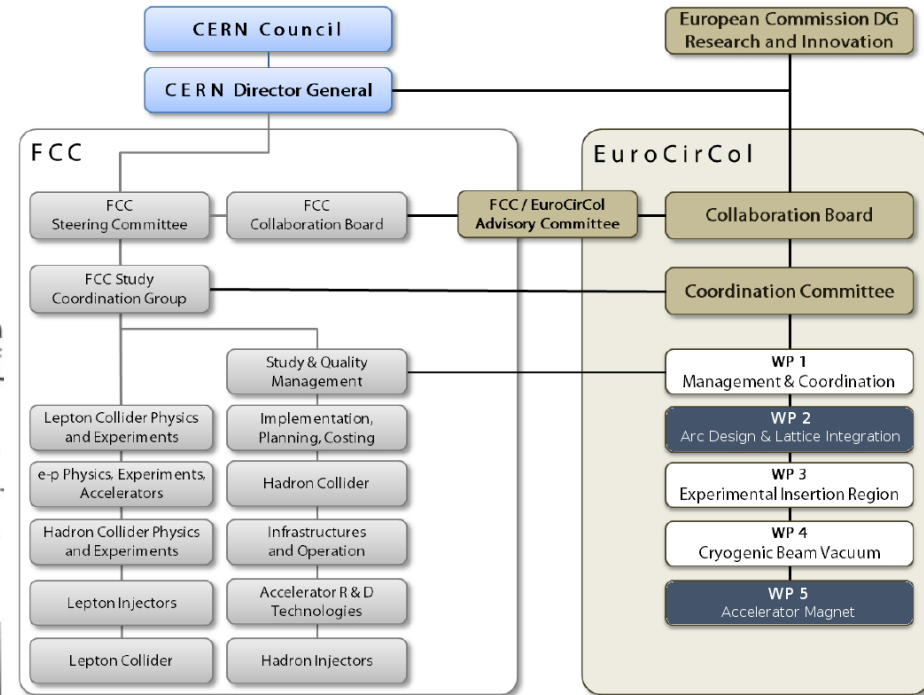 CERN Council
European Commission DG
Research and Innovation
CERN Director General
FCC
EuroCirCol
FCC
Steering Committee
FCC
Collaboration Board
FCC / EuroCirCol
Advisory Committee
Collaboration Board
FCC Study
Coordination Group
Coordination Committee
Study & Quality
Management
WP 1
Management & Coordination
Lepton Collider Physics
and Experiments
Implementation,
Planning, Costing
WP 2
Arc Design & Lattice Integration
e-p Physics, Experiments,
Accelerators
Hadron Collider
WP 3
Experimental Insertion Region
Hadron Collider Physics
and Experiments
Infrastructures
and Operation
WP 4
Cryogenic Beam Vacuum
Lepton Injectors
Accelerator R & D
Technologies
WP 5
Accelerator Magnet
Lepton Collider
Hadron Injectors